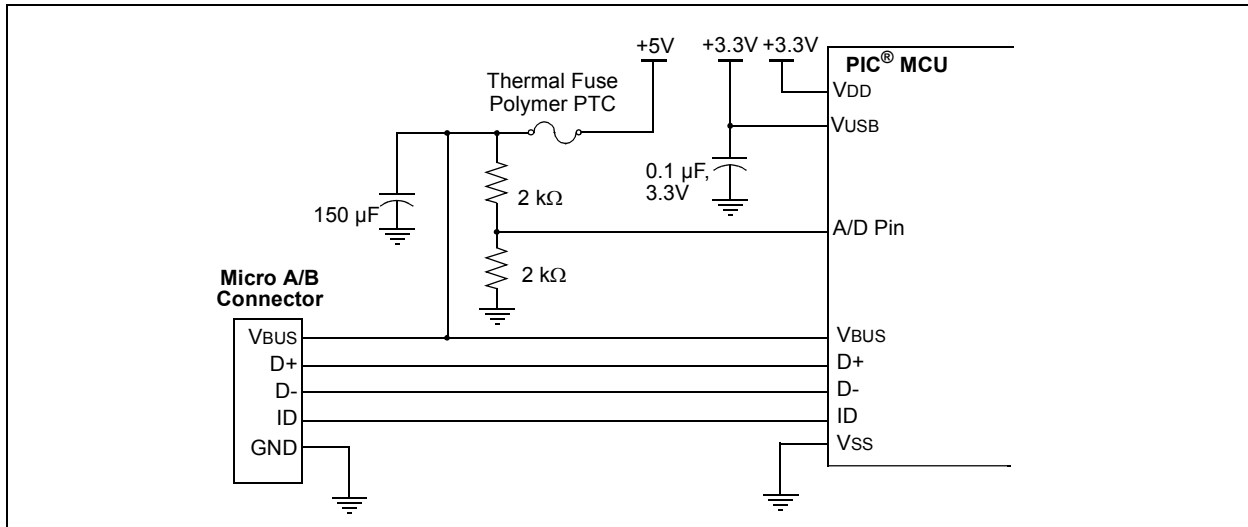 +5V
+3.3V
+3.3V
PIC® MCU
Thermal Fuse
Polymer PTC
VDD
VUSB
0.1 µF,
3.3V
2 kΩ
150 µF
A/D Pin
2 kΩ
Micro A/B
Connector
VBUS
D+
D-
ID
GND
VBUS
D+
D-
ID
VSS